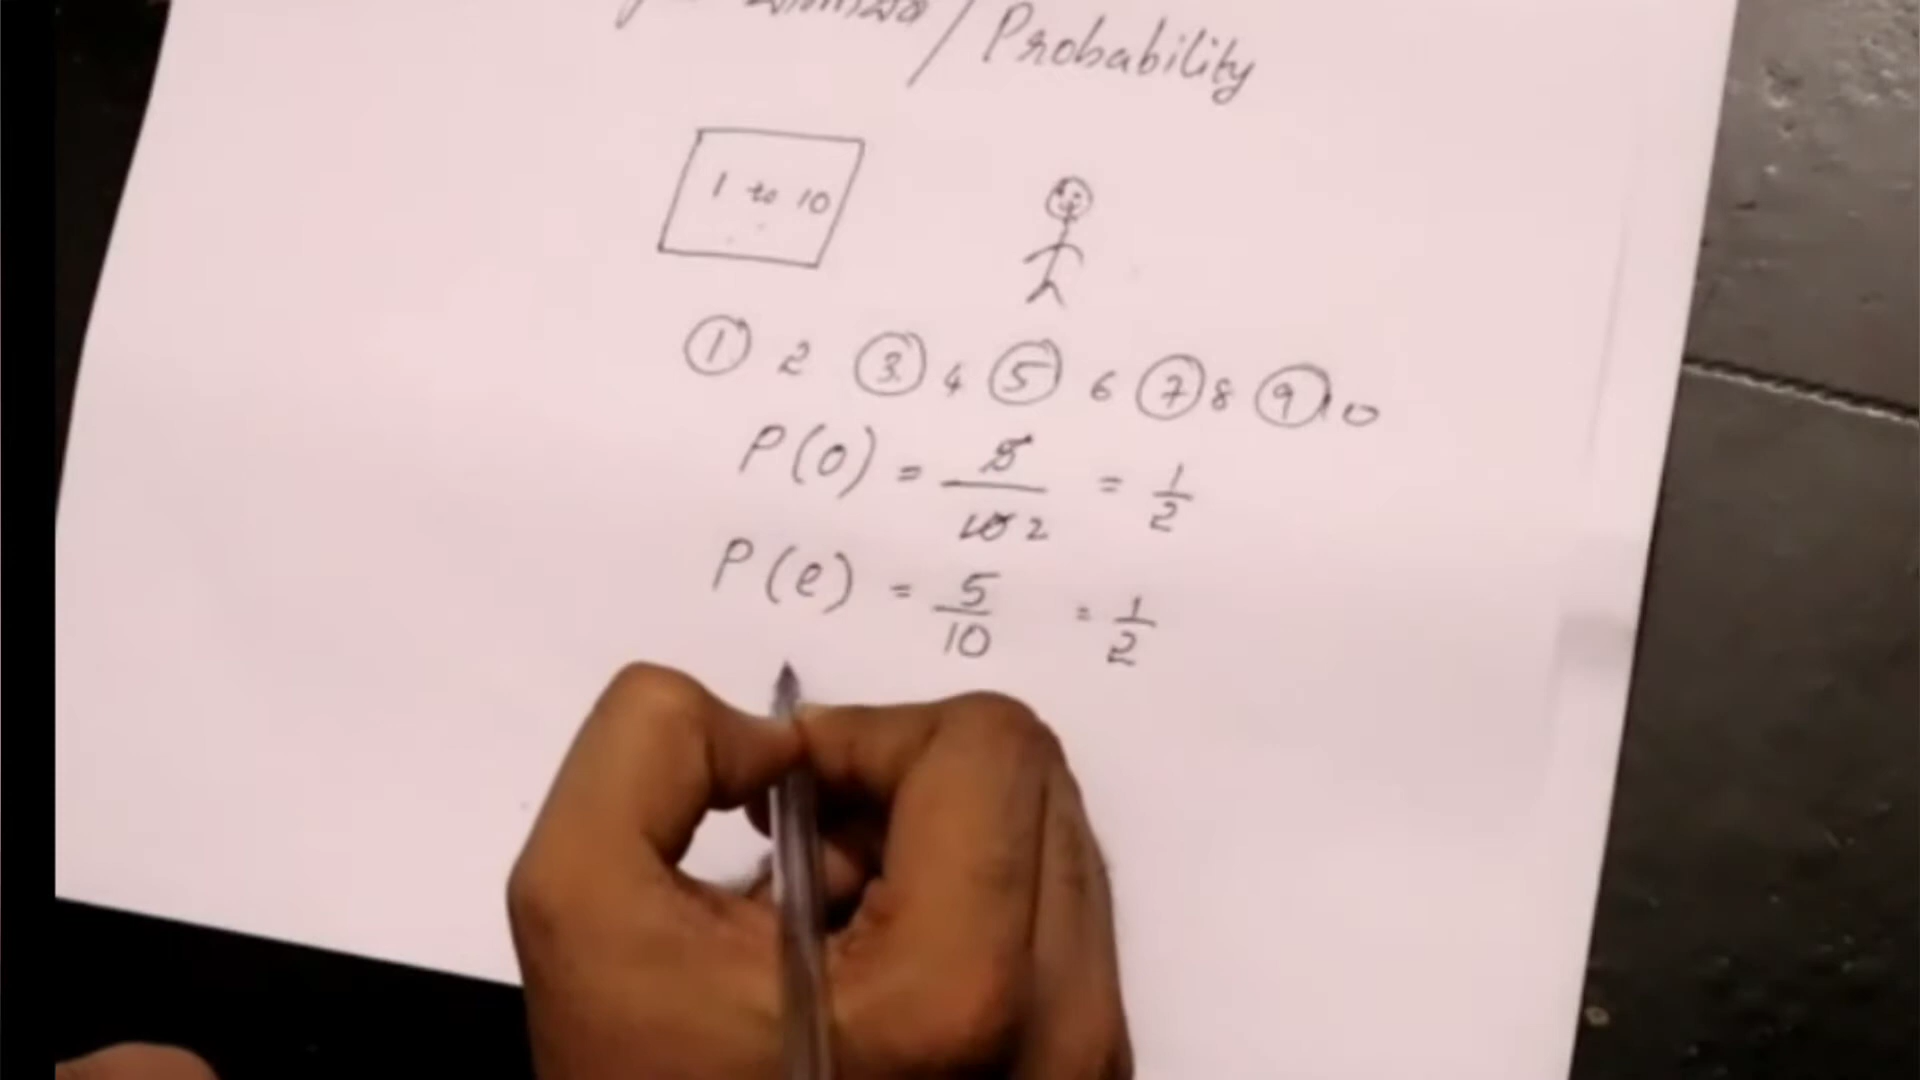 / Probability
1 to 10
1 2 3 4 5 6 7 8 9 10
P(o) = 5/10 2 = 1/2
P(e) = 5/10 = 1/2